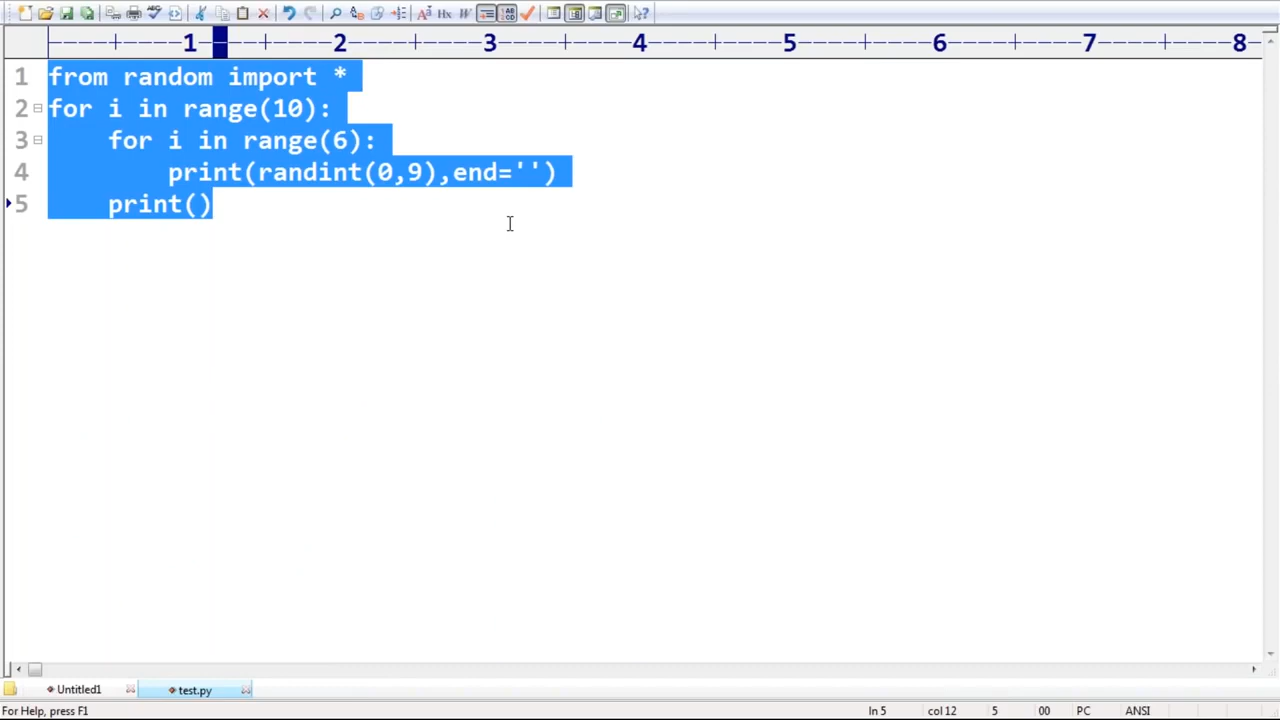 1 2 3 4 5 6 7 8
1 from random import *
2 for i in range(10):
3     for i in range(6):
4         print(randint(0,9),end='')
5     print()
Untitled1 test.py
For Help, press F1 ln 5 col 12 5 00 PC ANSI